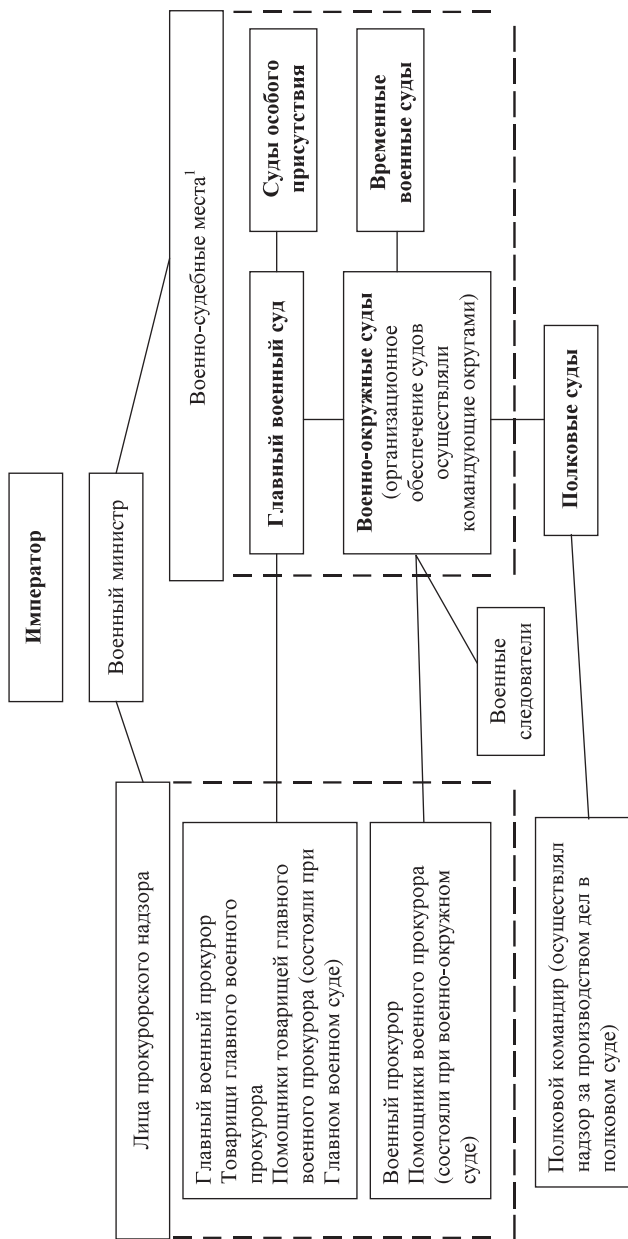 Император
Военный министр
Лица прокурорского надзора
Главный военный прокурор
Товарищи главного военного
прокурора
Помощники товарищей главного
военного прокурора (состояли при
Главном военном суде)
Военный прокурор
Помощники военного прокурора
(состояли при военно-окружном
суде)
Полковой командир (осуществлял
надзор за производством дел в
полковом суде)
Военные
следователи
Военно-судебные места¹
Главный военный суд
Суды особого
присутствия
Военно-окружные суды
(организационное
обеспечение судов
осуществляли
командующие округами)
Временные
военные суды
Полковые суды